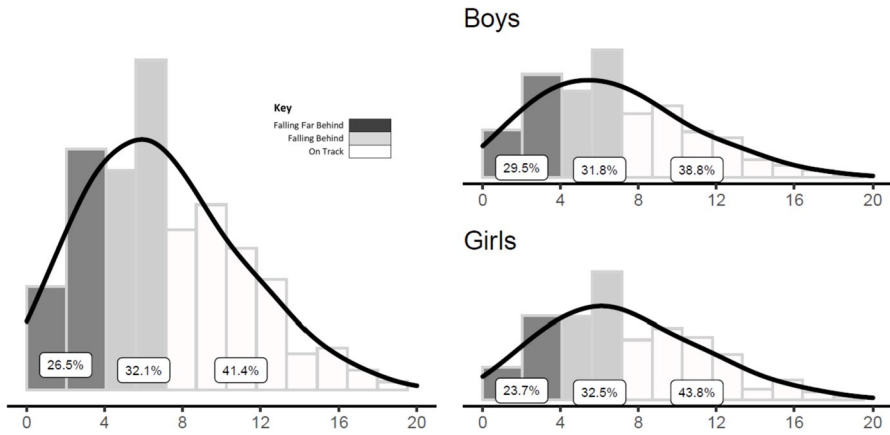 Key
Falling Far Behind
Falling Behind
On Track
26.5%
32.1%
41.4%
0 4 8 12 16 20
Boys
29.5%
31.8%
38.8%
0 4 8 12 16 20
Girls
23.7%
32.5%
43.8%
0 4 8 12 16 20